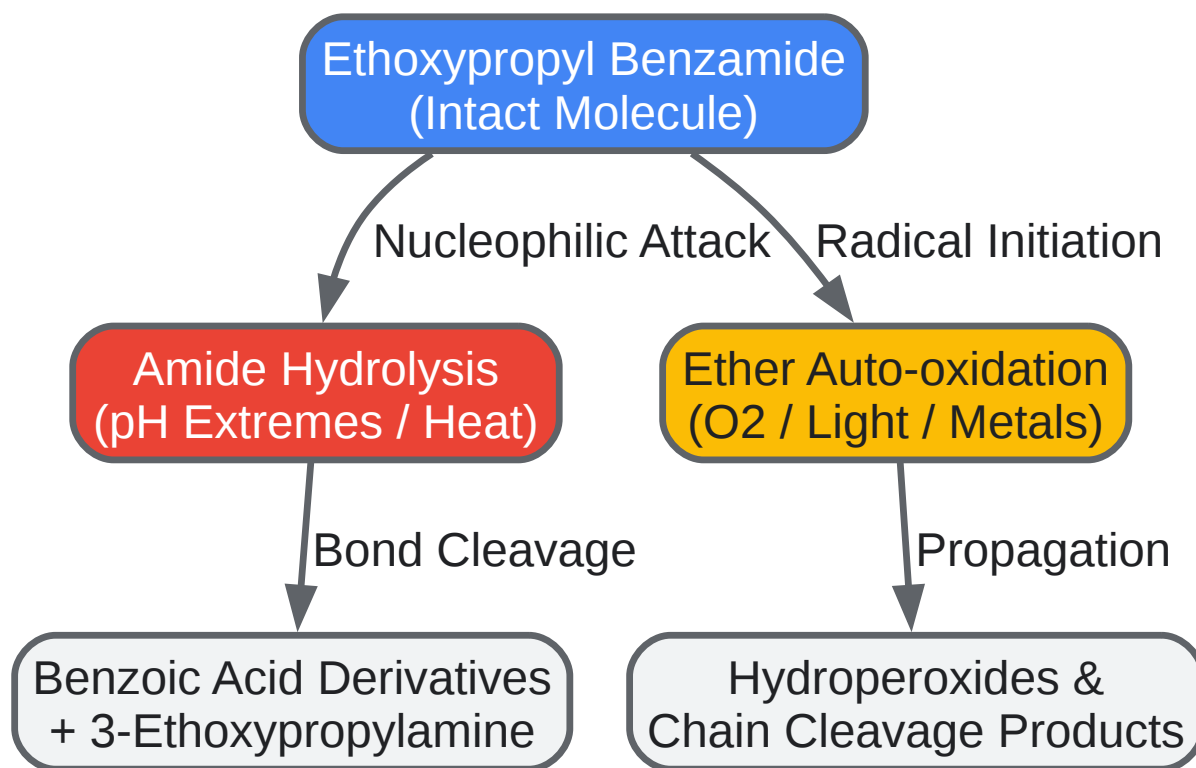 Ethoxypropyl Benzamide
(Intact Molecule)
Nucleophilic Attack
Radical Initiation
Amide Hydrolysis
(pH Extremes / Heat)
Ether Auto-oxidation
(O2 / Light / Metals)
Bond Cleavage
Propagation
Benzoic Acid Derivatives
+ 3-Ethoxypropylamine
Hydroperoxides &
Chain Cleavage Products